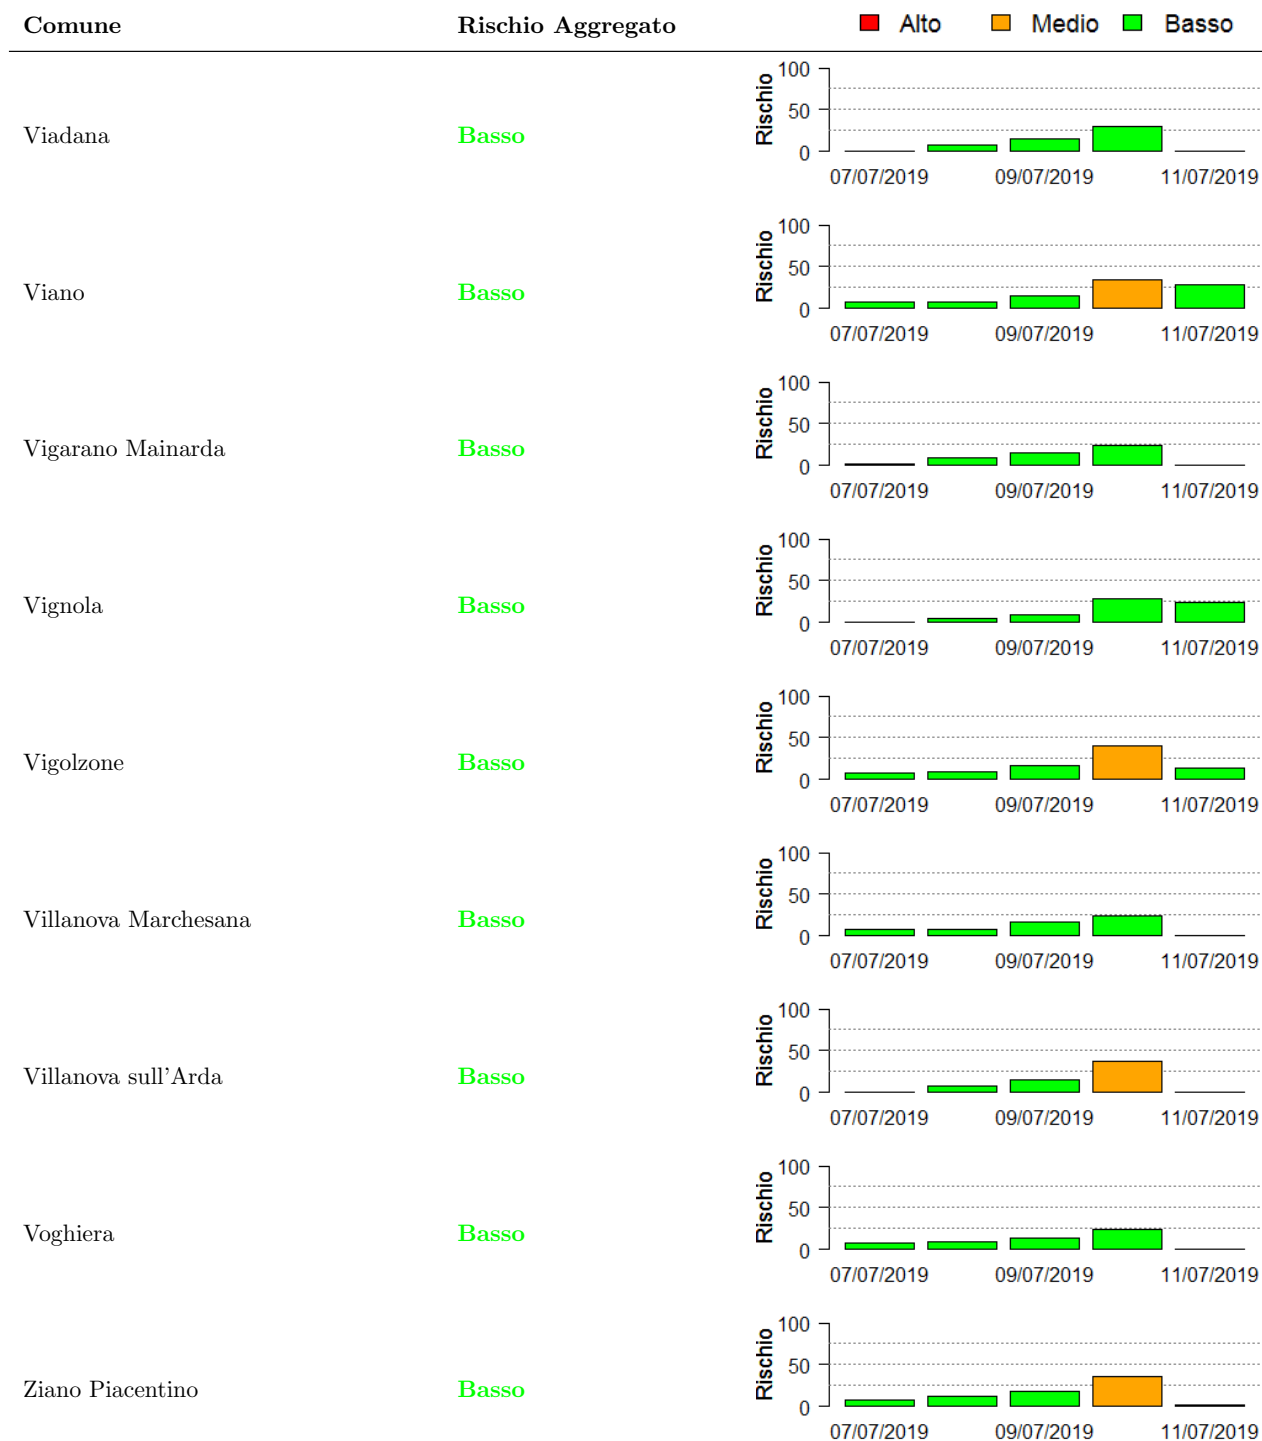 Comune Rischio Aggregato Alto Medio Basso
100
50
0
Rischio
Viadana Basso
07/07/2019 09/07/2019 11/07/2019
100
50
0
Rischio
Viano Basso
07/07/2019 09/07/2019 11/07/2019
100
50
0
Rischio
Vigarano Mainarda Basso
07/07/2019 09/07/2019 11/07/2019
100
50
0
Rischio
Vignola Basso
07/07/2019 09/07/2019 11/07/2019
100
50
0
Rischio
Vigolzone Basso
07/07/2019 09/07/2019 11/07/2019
100
50
0
Rischio
Villanova Marchesana Basso
07/07/2019 09/07/2019 11/07/2019
100
50
0
Rischio
Villanova sull'Arda Basso
07/07/2019 09/07/2019 11/07/2019
100
50
0
Rischio
Voghiera Basso
07/07/2019 09/07/2019 11/07/2019
100
50
0
Rischio
Ziano Piacentino Basso
07/07/2019 09/07/2019 11/07/2019